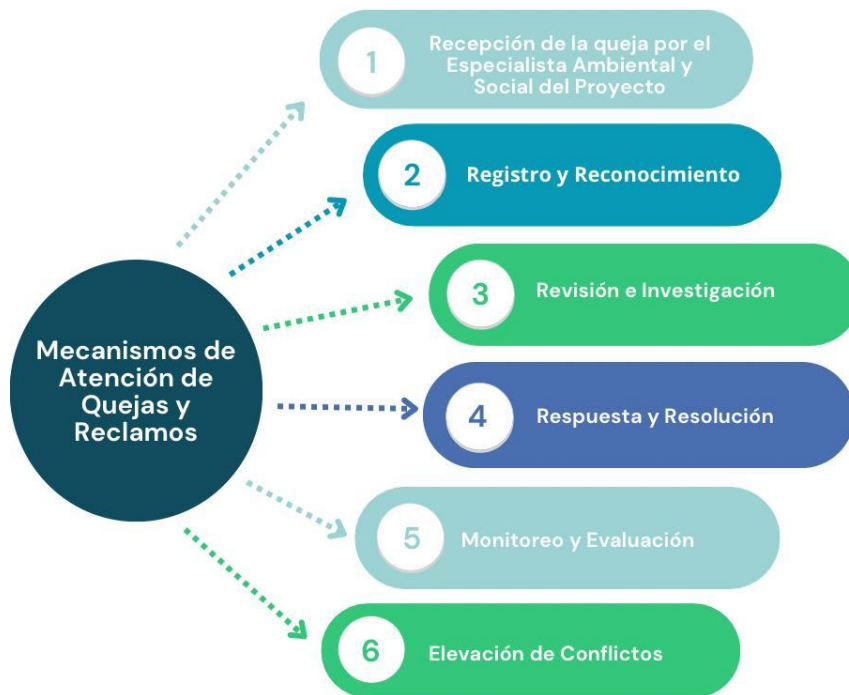 1
Recepción de la queja por el
Especialista Ambiental y
Social del Proyecto
2
Registro y Reconocimiento
3
Revisión e Investigación
Mecanismos de
Atención de
Quejas y
Reclamos
4
Respuesta y Resolución
5
Monitoreo y Evaluación
6
Elevación de Conflictos